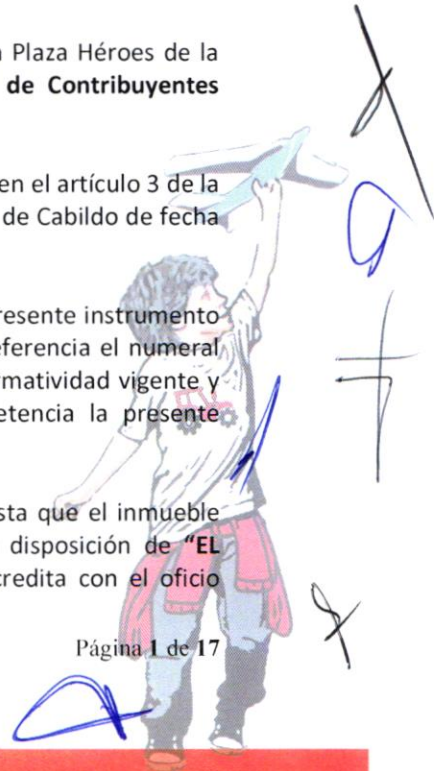 Plaza Héroes de la
de Contribuyentes
en el artículo 3 de la
de Cabildo de fecha
resente instrumento
eferencia el numeral
rmatividad vigente y
etencia la presente
sta que el inmueble
disposición de "EL
credita con el oficio
Página 1 de 17